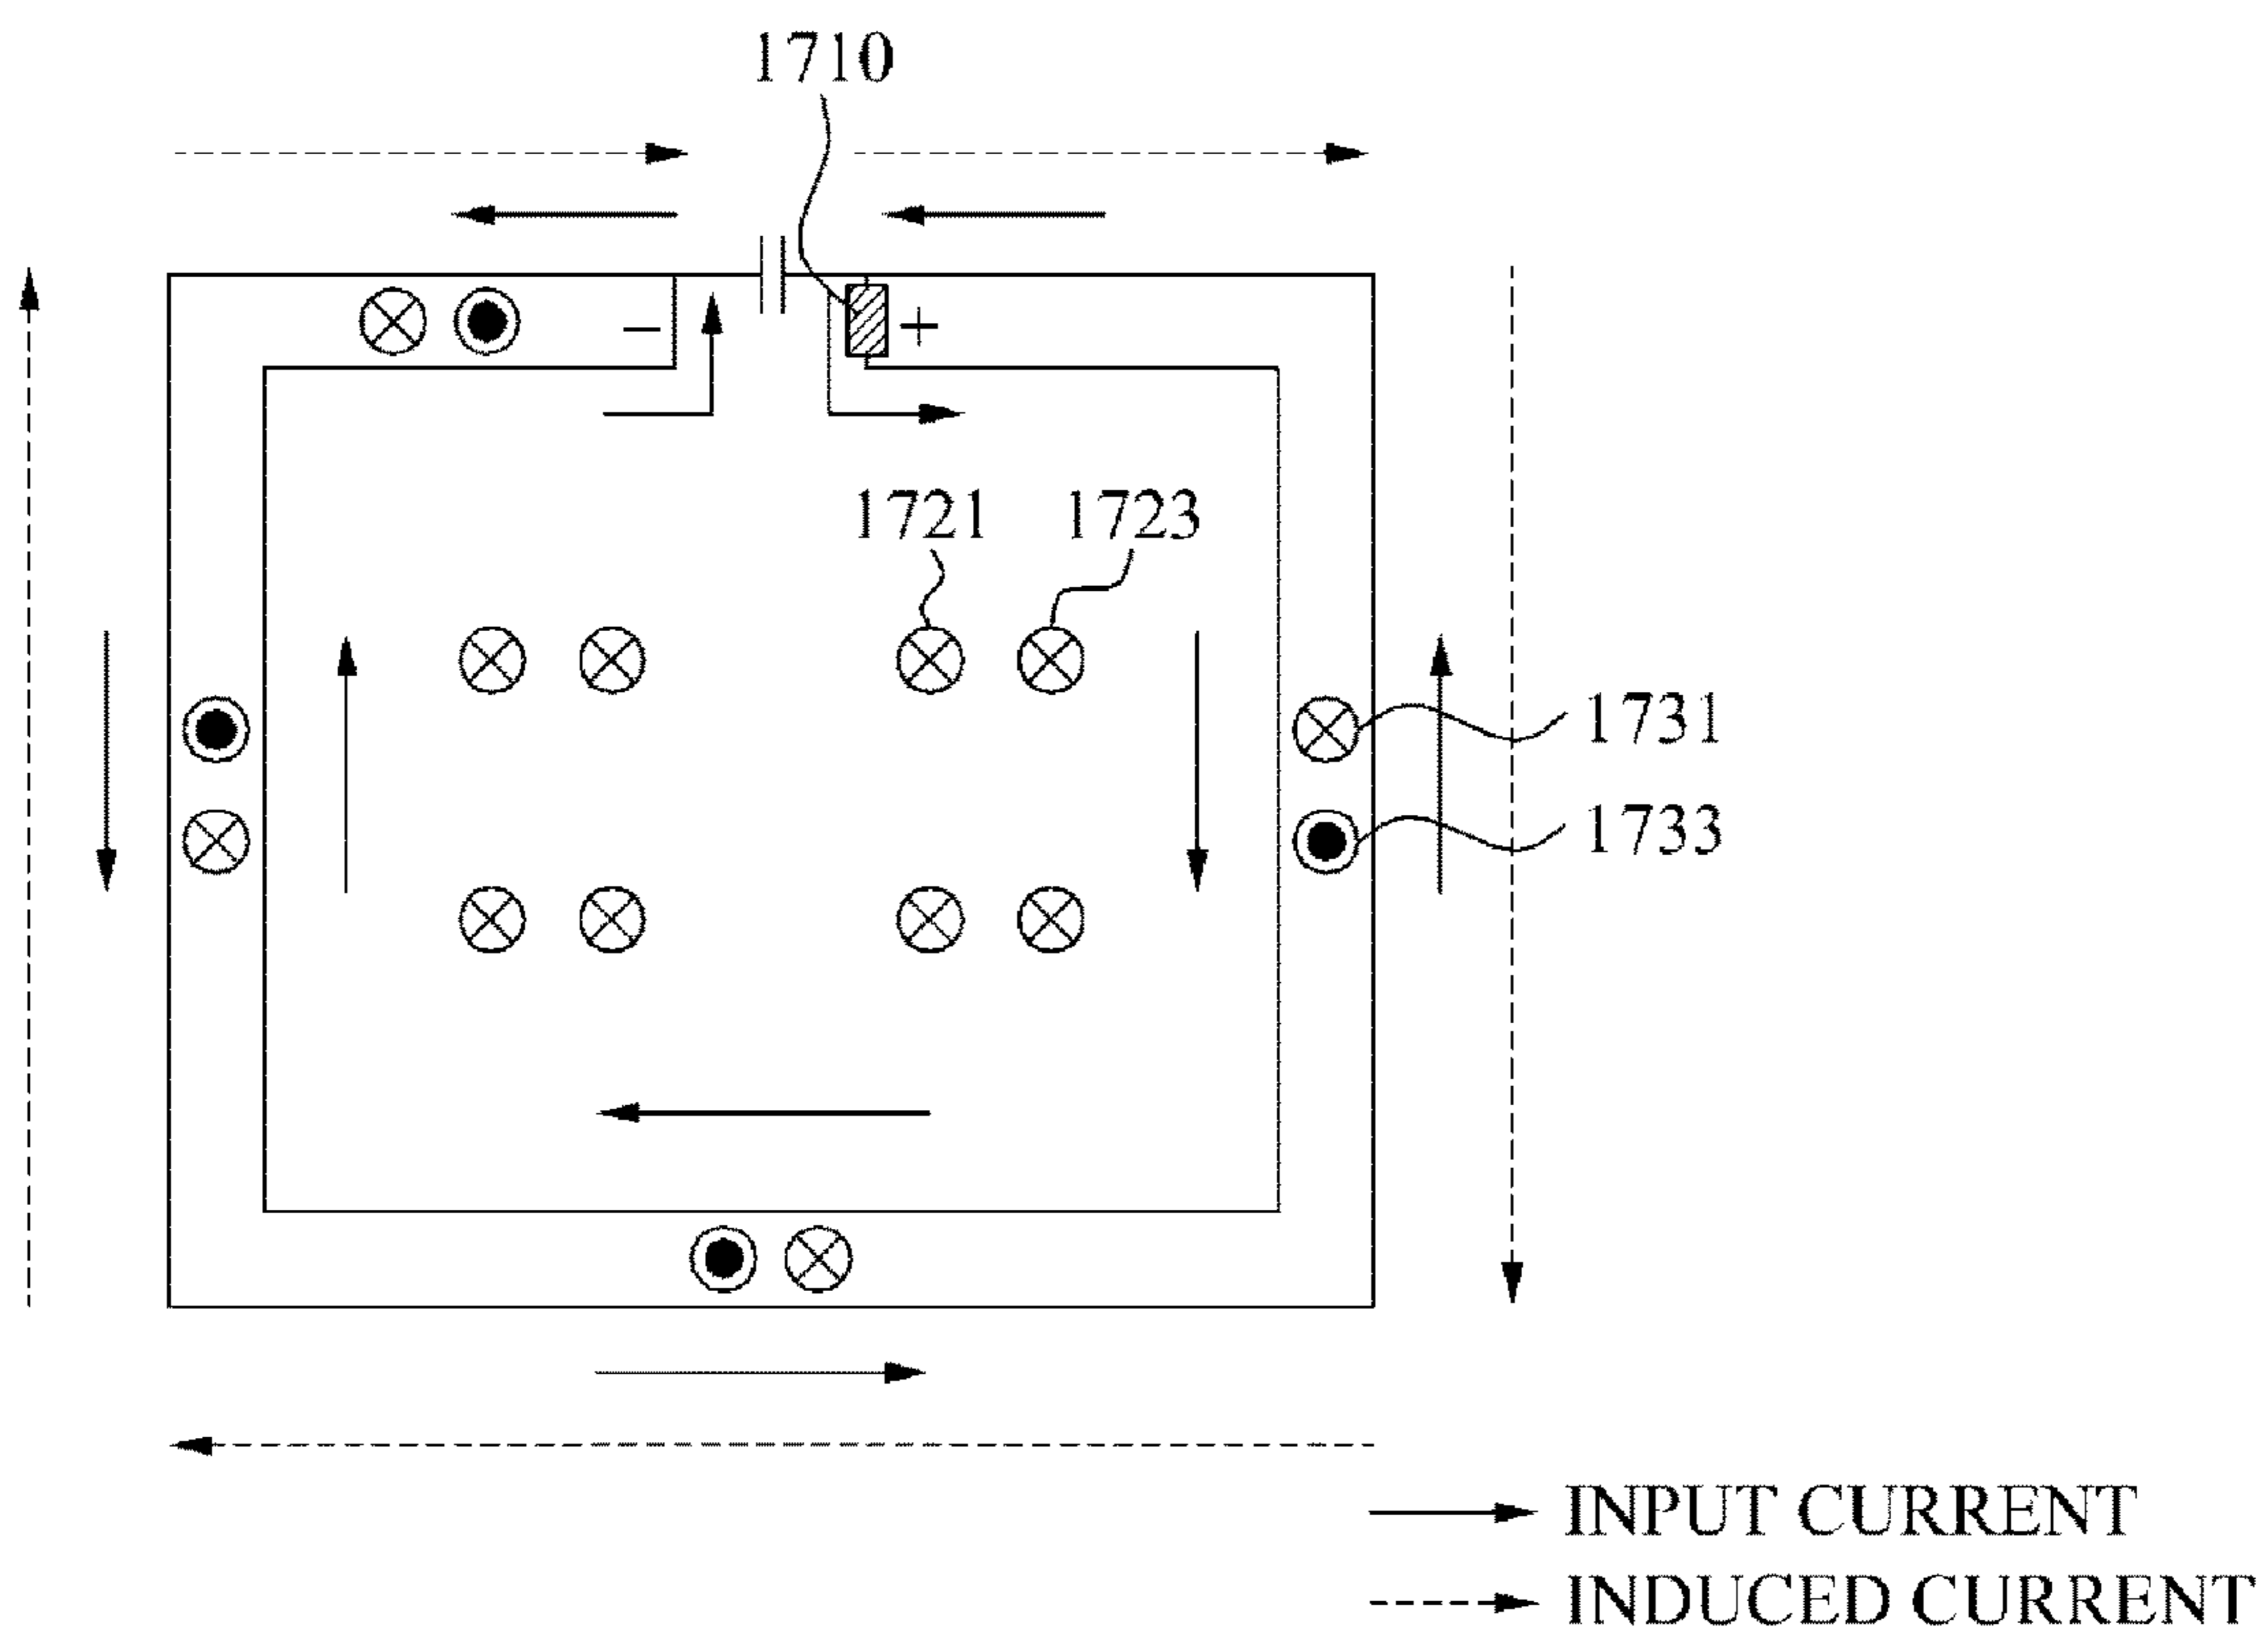 1710
− +
1721 1723
1731
1733
INPUT CURRENT
INDUCED CURRENT